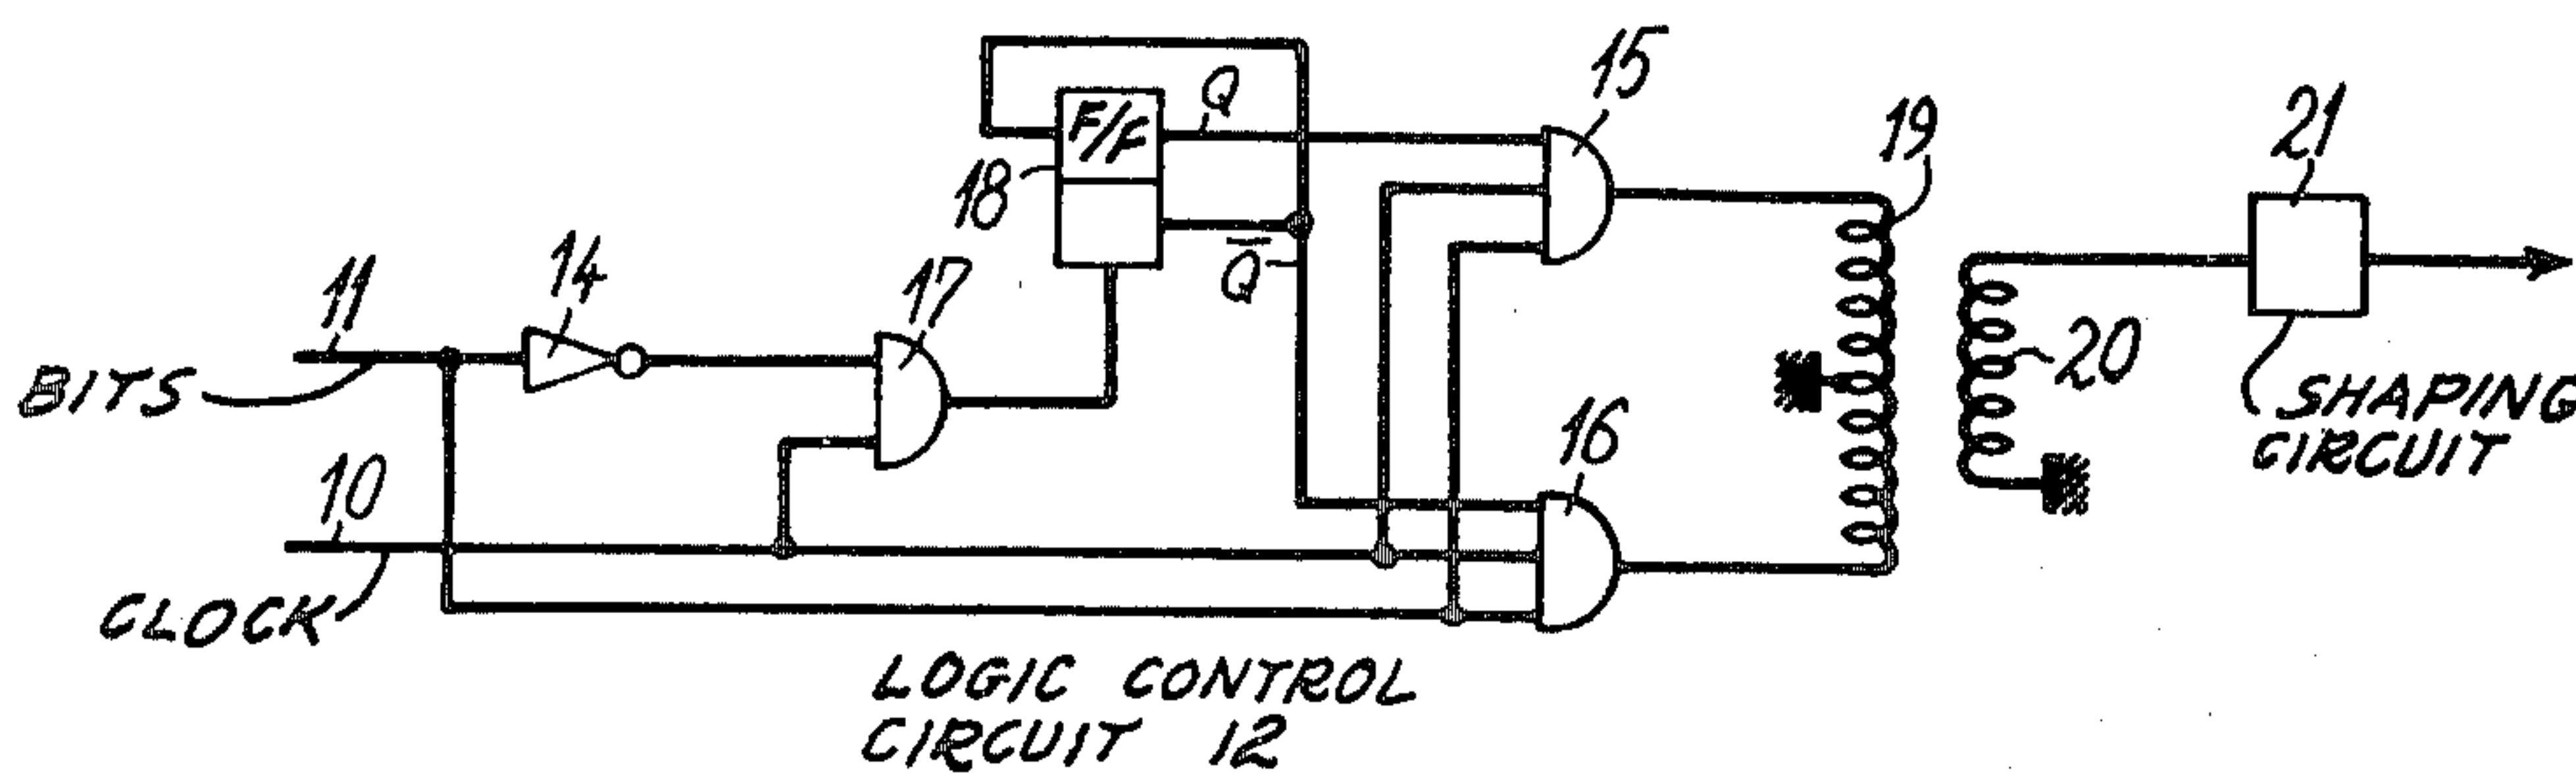 15
Q
21
19
F/F
18
Q̅
14
17
11
20
BITS
SHAPING
CIRCUIT
16
10
CLOCK
LOGIC CONTROL
CIRCUIT 12